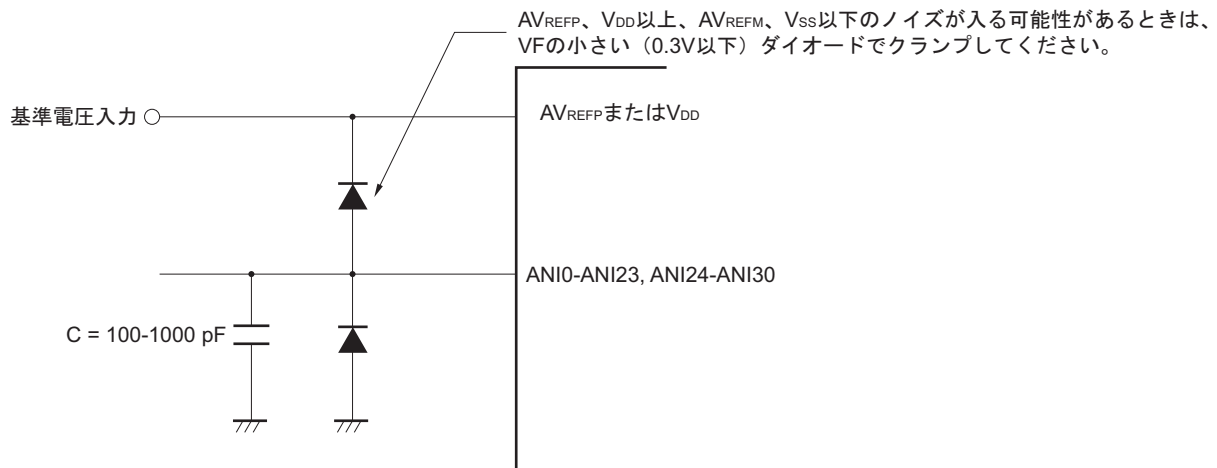 AVREFP、VDD以上、AVREFM、VSS以下のノイズが入る可能性があるときは、
VFの小さい（0.3V以下）ダイオードでクランプしてください。
基準電圧入力
AVREFPまたはVDD
ANI0-ANI23, ANI24-ANI30
C = 100-1000 pF